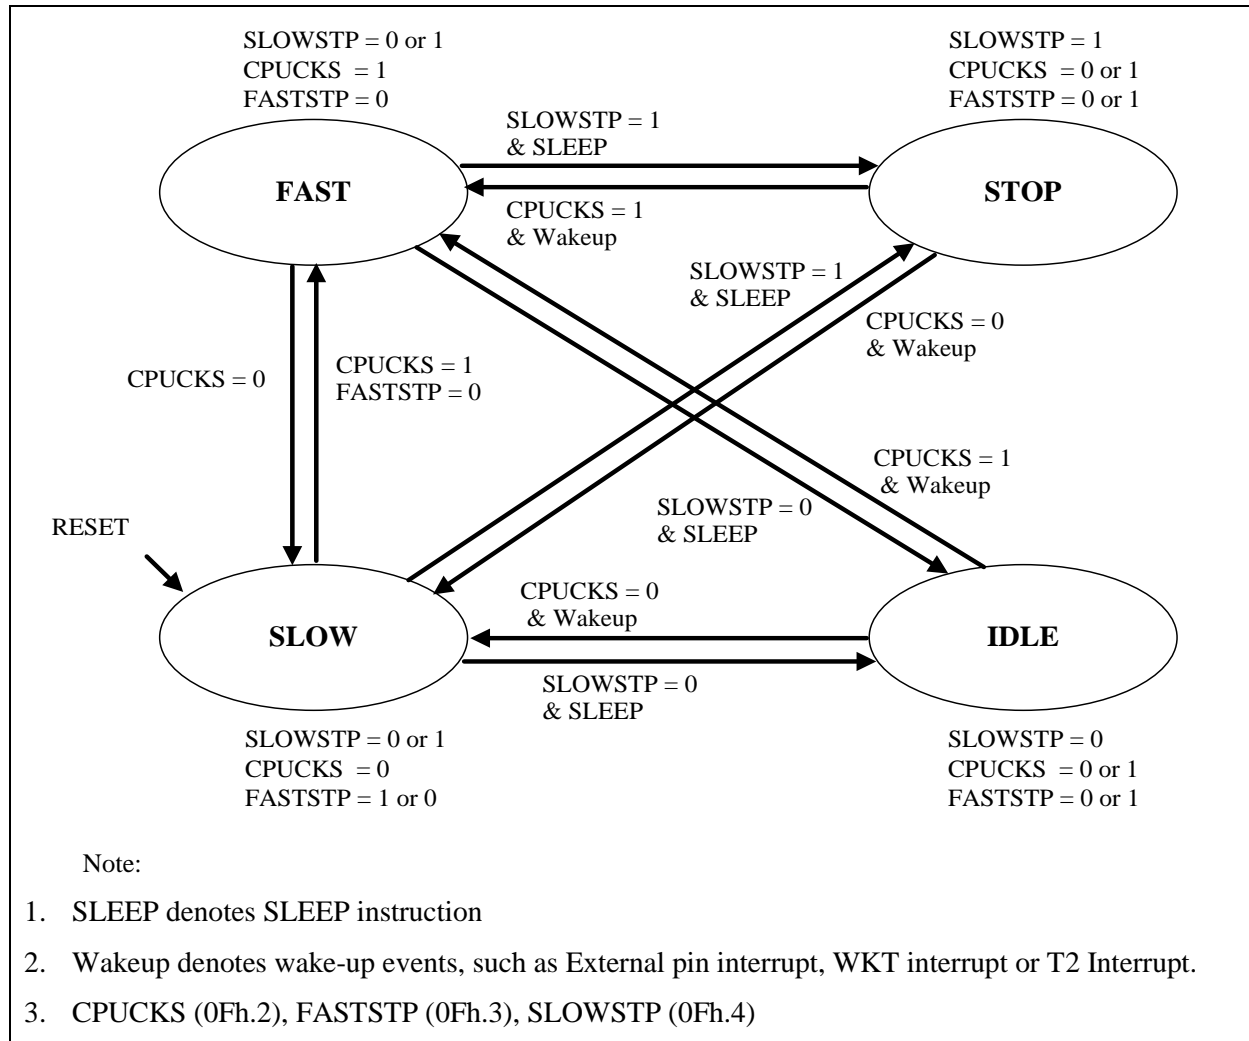 SLOWSTP = 0 or 1
CPUCKS = 1
FASTSTP = 0
SLOWSTP = 1
CPUCKS = 0 or 1
FASTSTP = 0 or 1
SLOWSTP = 1
& SLEEP
FAST
STOP
CPUCKS = 1
& Wakeup
SLOWSTP = 1
& SLEEP
CPUCKS = 0
& Wakeup
CPUCKS = 0
CPUCKS = 1
FASTSTP = 0
CPUCKS = 1
& Wakeup
SLOWSTP = 0
& SLEEP
RESET
CPUCKS = 0
& Wakeup
SLOW
IDLE
SLOWSTP = 0
& SLEEP
SLOWSTP = 0 or 1
CPUCKS = 0
FASTSTP = 1 or 0
SLOWSTP = 0
CPUCKS = 0 or 1
FASTSTP = 0 or 1
Note:
1. SLEEP denotes SLEEP instruction
2. Wakeup denotes wake-up events, such as External pin interrupt, WKT interrupt or T2 Interrupt.
3. CPUCKS (0Fh.2), FASTSTP (0Fh.3), SLOWSTP (0Fh.4)